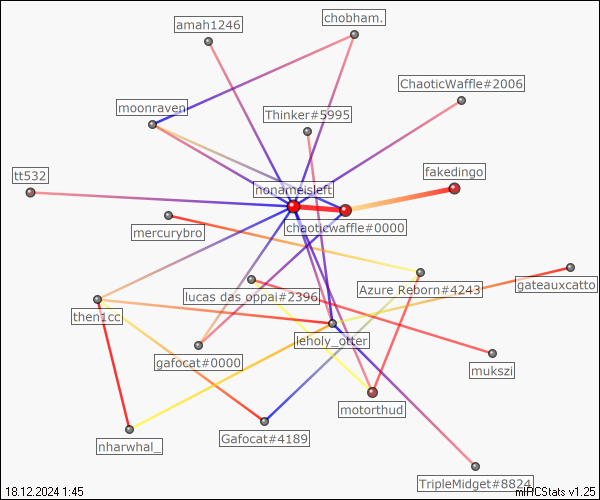 chobham.
amah1246
ChaoticWaffle#2006
moonraven
Thinker#5995
fakedingo
tt532
nonameisleft
chaoticwaffle#0000
mercurybro
gateauxcatto
Azure Reborn#4243
lucas das oppai#2396
then1cc
ieholy_otter
gafocat#0000
mukszi
motorthud
Gafocat#4189
nharwhal_
TripleMidget#8824
18.12.2024 1:45
mIRCStats v1.25